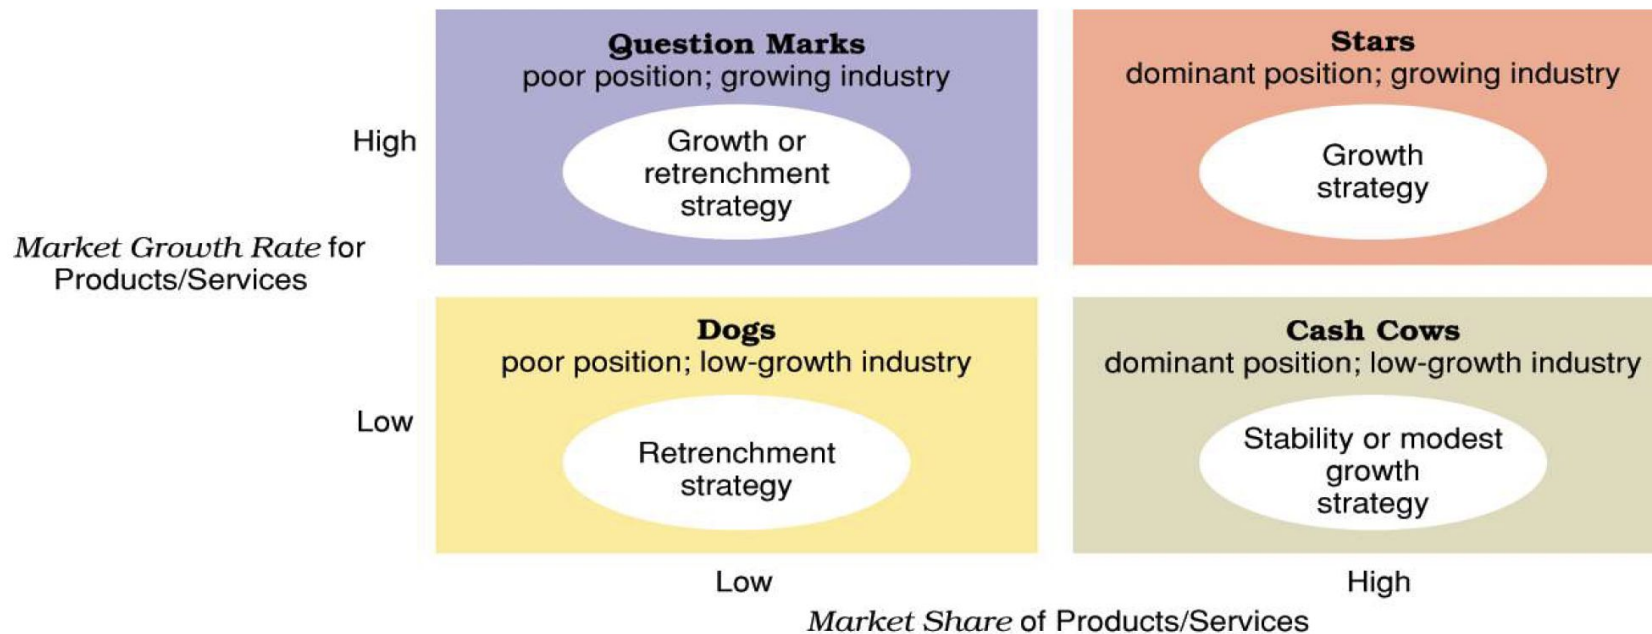 Question Marks
poor position; growing industry
Growth or
retrenchment
strategy
Stars
dominant position; growing industry
Growth
strategy
High
Market Growth Rate for
Products/Services
Dogs
poor position; low-growth industry
Retrenchment
strategy
Cash Cows
dominant position; low-growth industry
Stability or modest
growth
strategy
Low
Low
High
Market Share of Products/Services